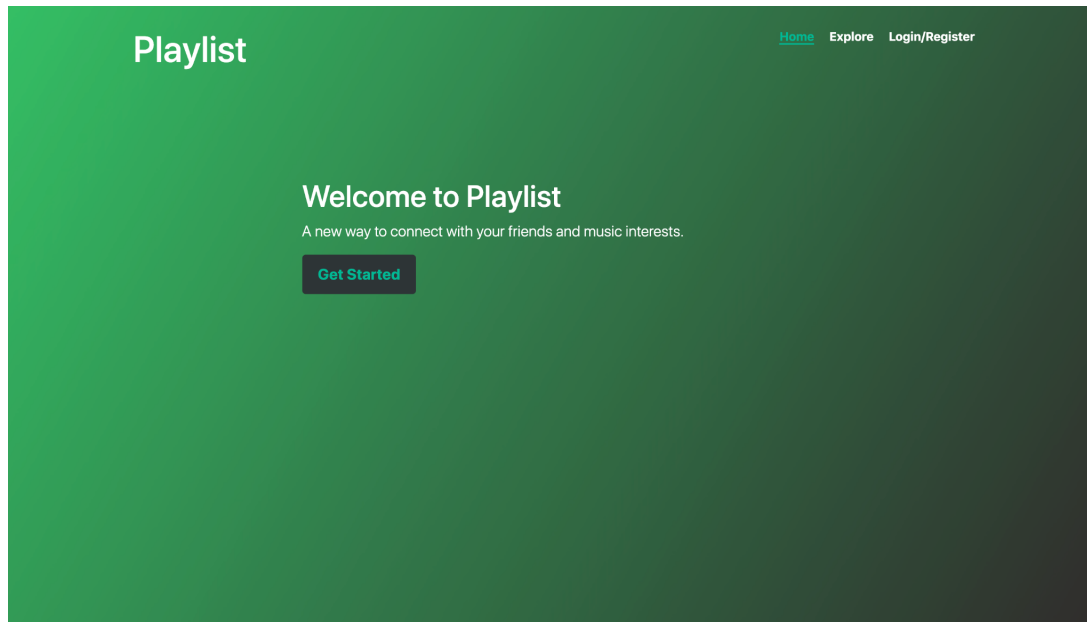 Playlist
Home Explore Login/Register
Welcome to Playlist
A new way to connect with your friends and music interests.
Get Started